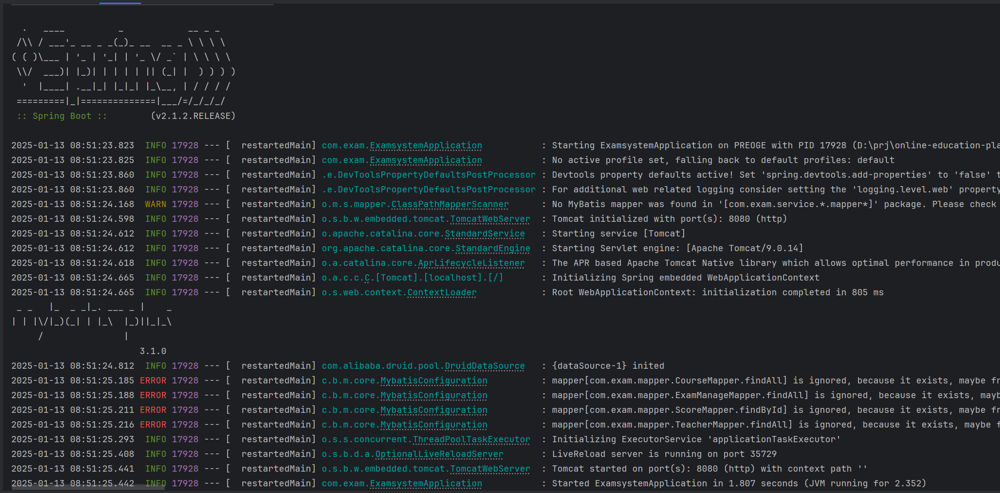 .   ____          _            __ _ _
 /\\ / ___'_ __ _ _(_)_ __  __ _ \ \ \ \
( ( )\___ | '_ | '_| | '_ \/ _` | \ \ \ \
 \\/  ___)| |_)| | | | | || (_| |  ) ) ) )
  '  |____| .__|_| |_|_| |_\__, | / / / /
 =========|_|==============|___/=/_/_/_/
 :: Spring Boot ::        (v2.1.2.RELEASE)
2025-01-13 08:51:23.823  INFO 17928 --- [  restartedMain] com.exam.ExamsystemApplication           : Starting ExamsystemApplication on PREOGE with PID 17928 (D:\prj\online-education-pla
2025-01-13 08:51:23.825  INFO 17928 --- [  restartedMain] com.exam.ExamsystemApplication           : No active profile set, falling back to default profiles: default
2025-01-13 08:51:23.860  INFO 17928 --- [  restartedMain] .e.DevToolsPropertyDefaultsPostProcessor : Devtools property defaults active! Set 'spring.devtools.add-properties' to 'false' t
2025-01-13 08:51:23.860  INFO 17928 --- [  restartedMain] .e.DevToolsPropertyDefaultsPostProcessor : For additional web related logging consider setting the 'logging.level.web' property
2025-01-13 08:51:24.168  WARN 17928 --- [  restartedMain] o.m.s.mapper.ClassPathMapperScanner      : No MyBatis mapper was found in '[com.exam.service.*.mapper*]' package. Please check
2025-01-13 08:51:24.598  INFO 17928 --- [  restartedMain] o.s.b.w.embedded.tomcat.TomcatWebServer  : Tomcat initialized with port(s): 8080 (http)
2025-01-13 08:51:24.612  INFO 17928 --- [  restartedMain] o.apache.catalina.core.StandardService   : Starting service [Tomcat]
2025-01-13 08:51:24.612  INFO 17928 --- [  restartedMain] org.apache.catalina.core.StandardEngine  : Starting Servlet engine: [Apache Tomcat/9.0.14]
2025-01-13 08:51:24.618  INFO 17928 --- [  restartedMain] o.a.catalina.core.AprLifecycleListener   : The APR based Apache Tomcat Native library which allows optimal performance in produ
2025-01-13 08:51:24.665  INFO 17928 --- [  restartedMain] o.a.c.c.C.[Tomcat].[localhost].[/]       : Initializing Spring embedded WebApplicationContext
2025-01-13 08:51:24.665  INFO 17928 --- [  restartedMain] o.s.web.context.ContextLoader            : Root WebApplicationContext: initialization completed in 805 ms
 _ _   |_  _ _|_. ___ _ |    _
| | |\/|_)(_| | |_\  |_)||_|_\
     /               |
                        3.1.0
2025-01-13 08:51:24.812  INFO 17928 --- [  restartedMain] com.alibaba.druid.pool.DruidDataSource   : {dataSource-1} inited
2025-01-13 08:51:25.185 ERROR 17928 --- [  restartedMain] c.b.m.core.MybatisConfiguration          : mapper[com.exam.mapper.CourseMapper.findAll] is ignored, because it exists, maybe fr
2025-01-13 08:51:25.188 ERROR 17928 --- [  restartedMain] c.b.m.core.MybatisConfiguration          : mapper[com.exam.mapper.ExamManageMapper.findAll] is ignored, because it exists, mayb
2025-01-13 08:51:25.211 ERROR 17928 --- [  restartedMain] c.b.m.core.MybatisConfiguration          : mapper[com.exam.mapper.ScoreMapper.findById] is ignored, because it exists, maybe fr
2025-01-13 08:51:25.216 ERROR 17928 --- [  restartedMain] c.b.m.core.MybatisConfiguration          : mapper[com.exam.mapper.TeacherMapper.findAll] is ignored, because it exists, maybe f
2025-01-13 08:51:25.293  INFO 17928 --- [  restartedMain] o.s.s.concurrent.ThreadPoolTaskExecutor  : Initializing ExecutorService 'applicationTaskExecutor'
2025-01-13 08:51:25.408  INFO 17928 --- [  restartedMain] o.s.b.d.a.OptionalLiveReloadServer       : LiveReload server is running on port 35729
2025-01-13 08:51:25.441  INFO 17928 --- [  restartedMain] o.s.b.w.embedded.tomcat.TomcatWebServer  : Tomcat started on port(s): 8080 (http) with context path ''
2025-01-13 08:51:25.442  INFO 17928 --- [  restartedMain] com.exam.ExamsystemApplication           : Started ExamsystemApplication in 1.807 seconds (JVM running for 2.352)